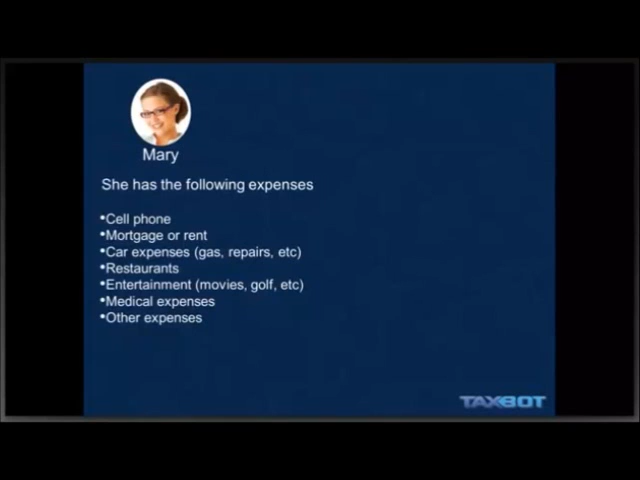 Mary
She has the following expenses
•Cell phone
•Mortgage or rent
•Car expenses (gas, repairs, etc)
•Restaurants
•Entertainment (movies, golf, etc)
•Medical expenses
•Other expenses
TAXBOT